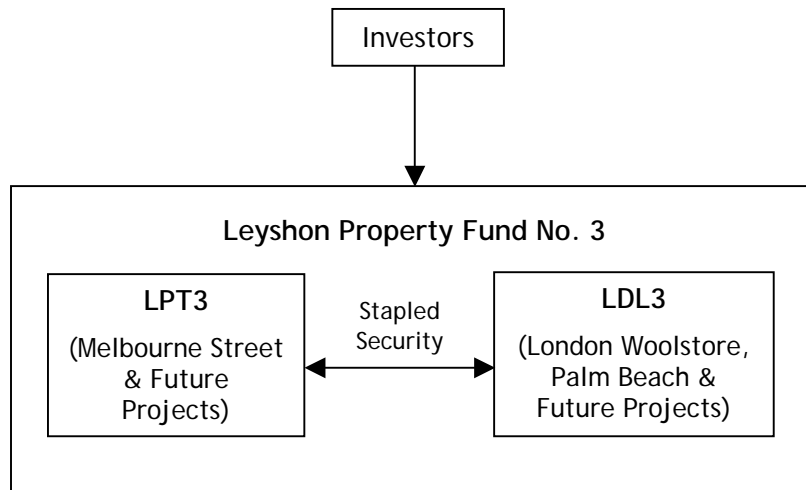 Investors
Leyshon Property Fund No. 3
LPT3
(Melbourne Street
& Future
Projects)
Stapled
Security
LDL3
(London Woolstore,
Palm Beach &
Future Projects)